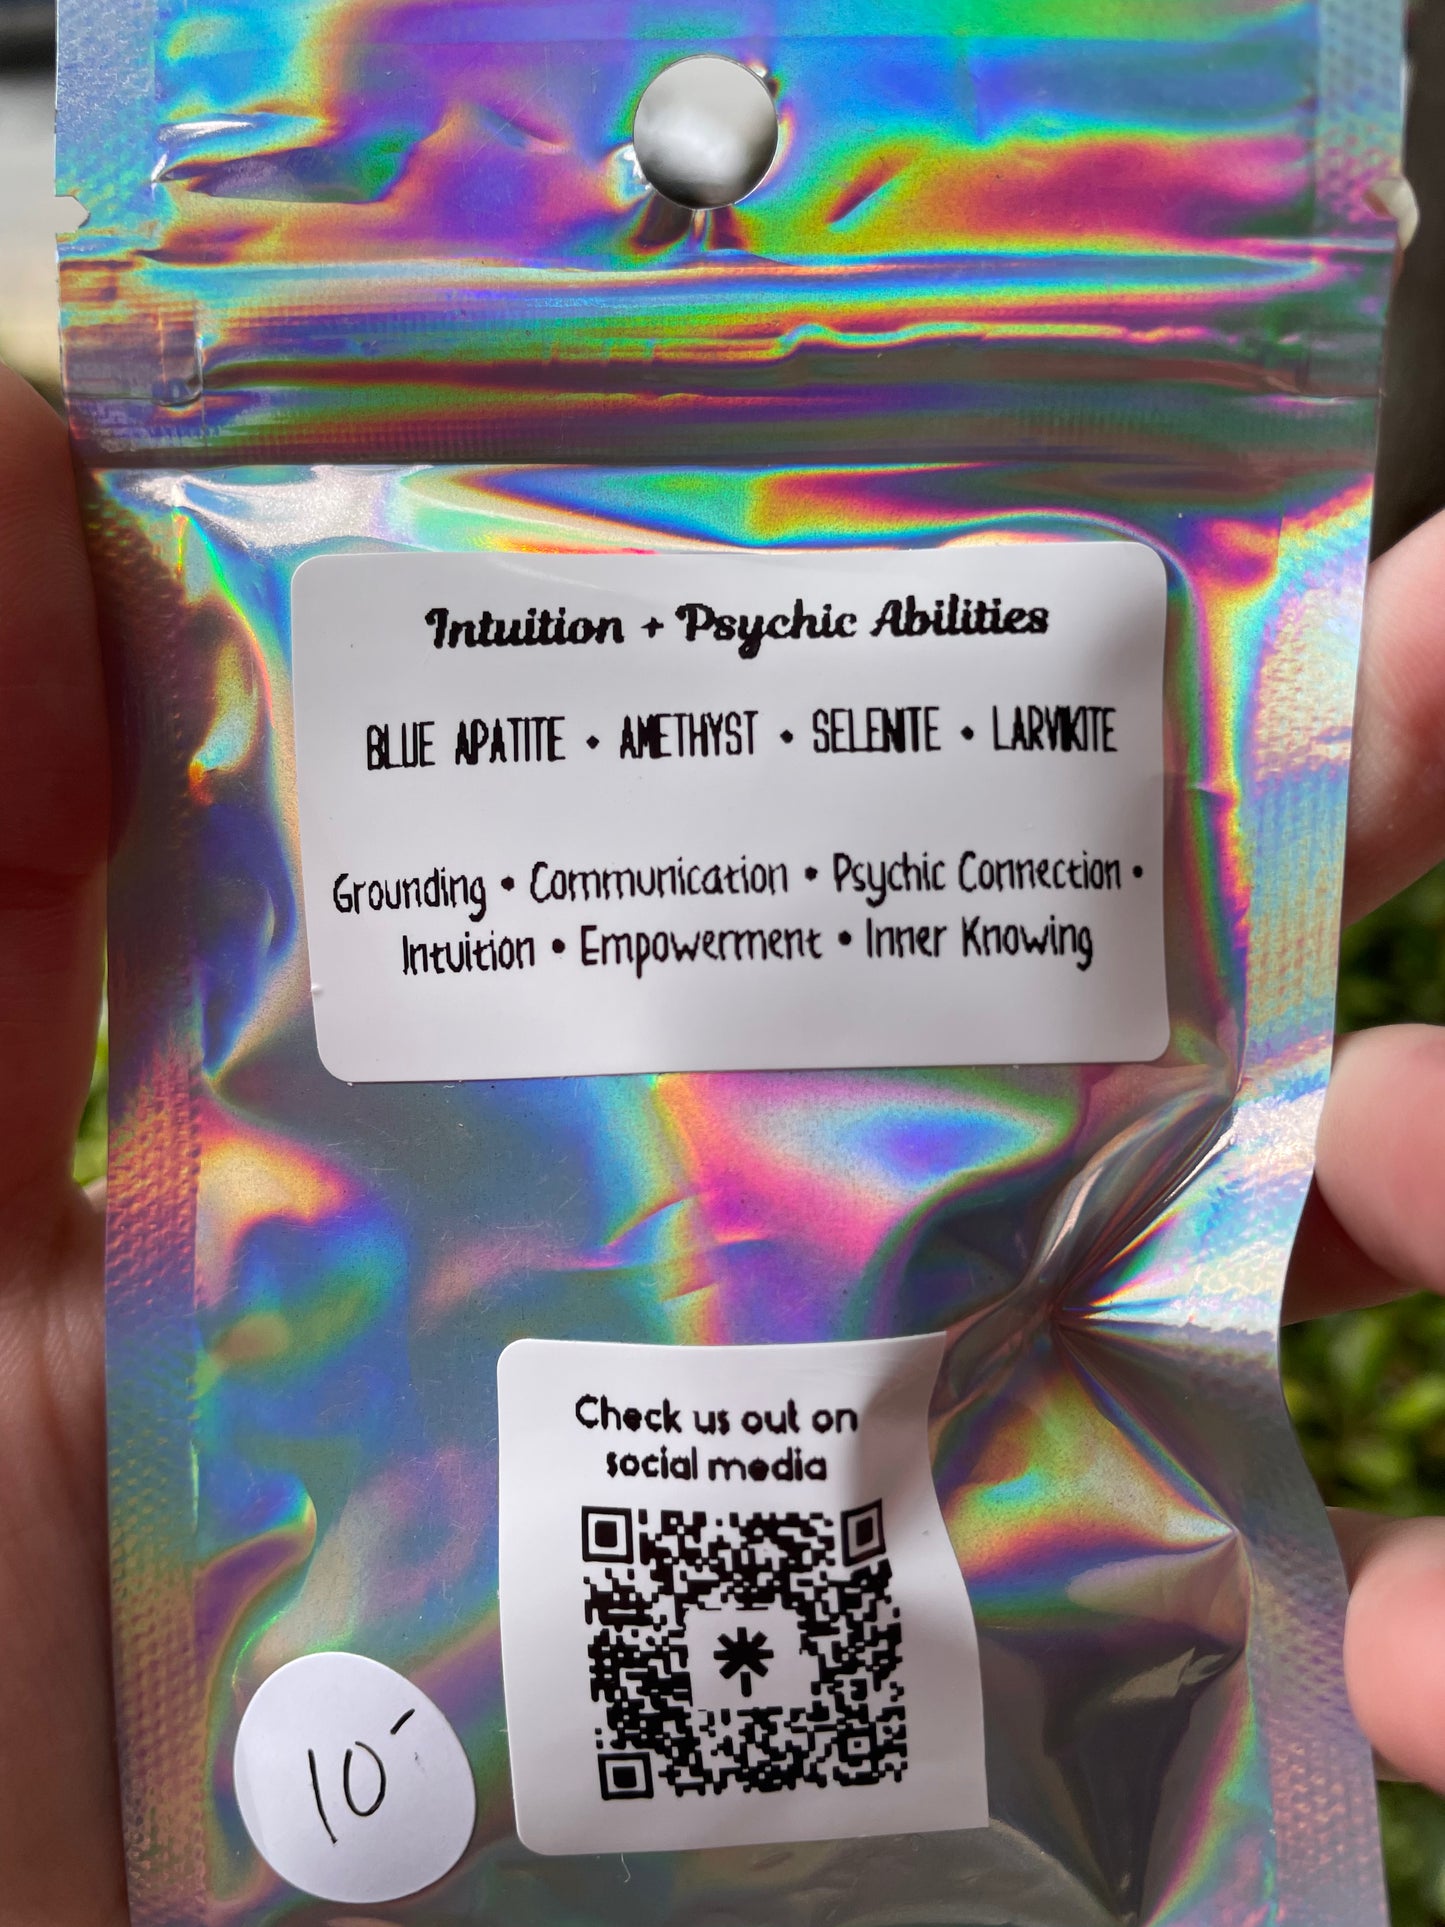 Intuition + Psychic Abilities
BLUE APATITE • AMETHYST • SELENITE • LARVIKITE
Grounding • Communication • Psychic Connection •
Intuition • Empowerment • Inner Knowing
Check us out on
social media
10-